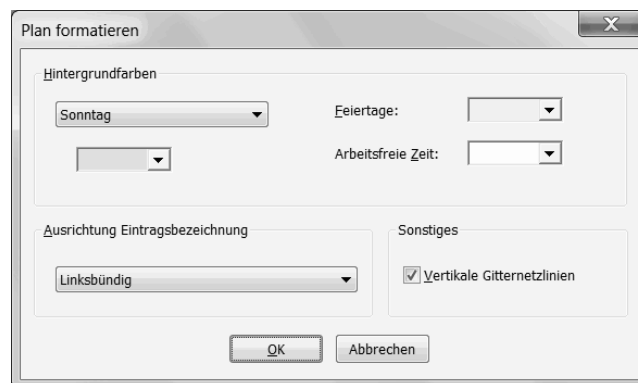 Plan formatieren
Hintergrundfarben
Sonntag
Feiertage:
Arbeitsfreie Zeit:
Ausrichtung Eintragsbezeichnung
Linksbündig
Sonstiges
Vertikale Gitternetzlinien
OK
Abbrechen